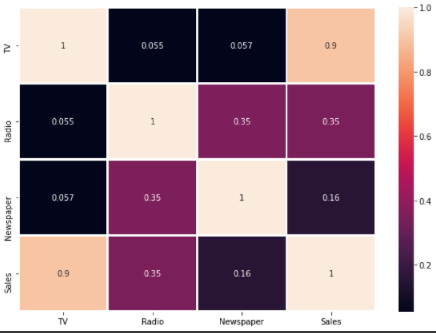 TV 1 0.055 0.057 0.9
Radio 0.055 1 0.35 0.35
Newspaper 0.057 0.35 1 0.16
Sales 0.9 0.35 0.16 1
TV Radio Newspaper Sales
1.0
0.8
0.6
0.4
0.2